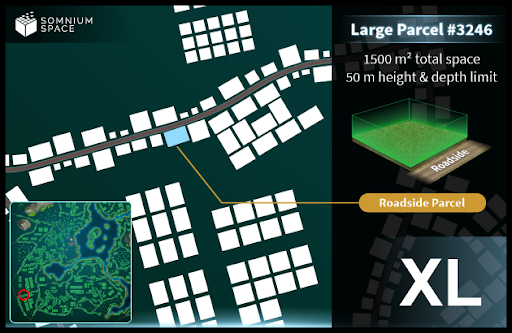 SOMNIUM
SPACE
Large Parcel #3246
1500 m² total space
50 m height & depth limit
Roadside
Roadside Parcel
XL